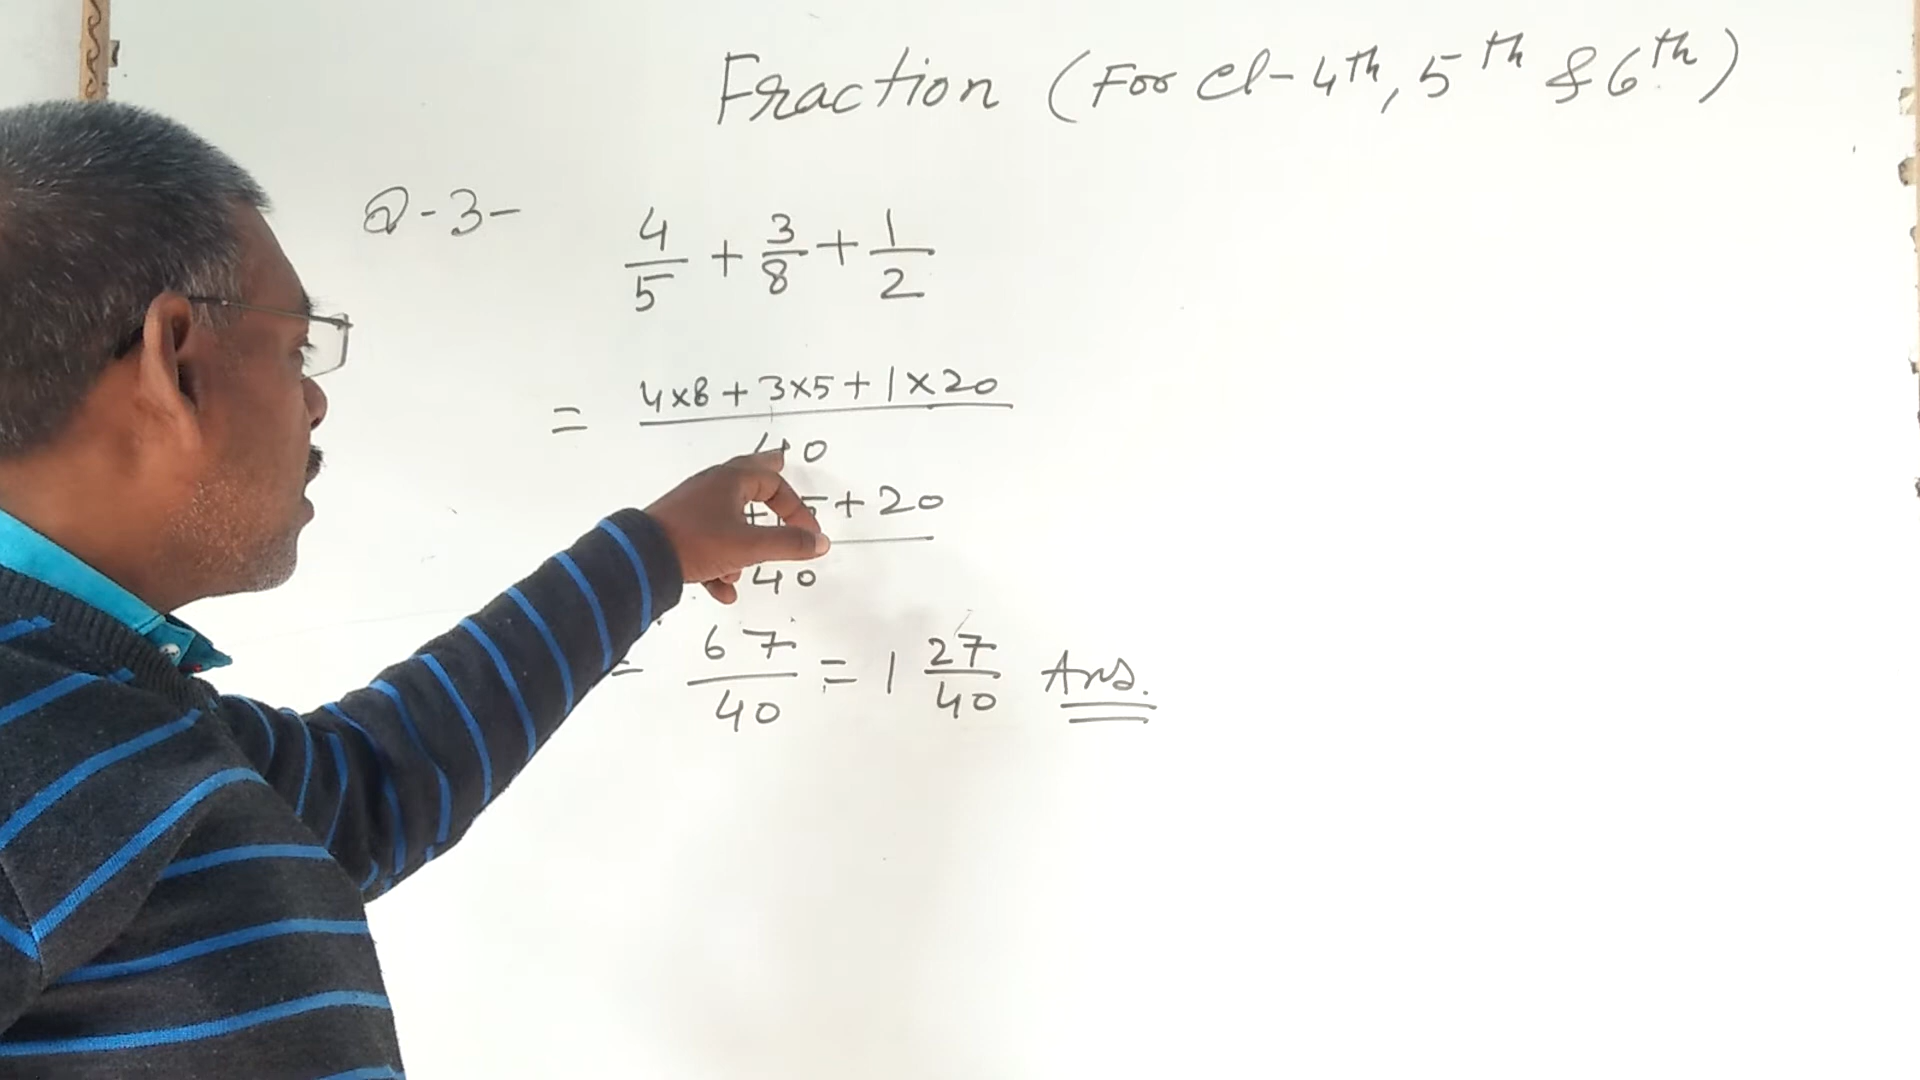 Fraction (For Cl-4th, 5th & 6th)
Q-3- 4/5 + 3/8 + 1/2
= 4×8 + 3×5 + 1×20 / 40
+ 15 + 20 / 40
= 67/40 = 1 27/40 Ans.